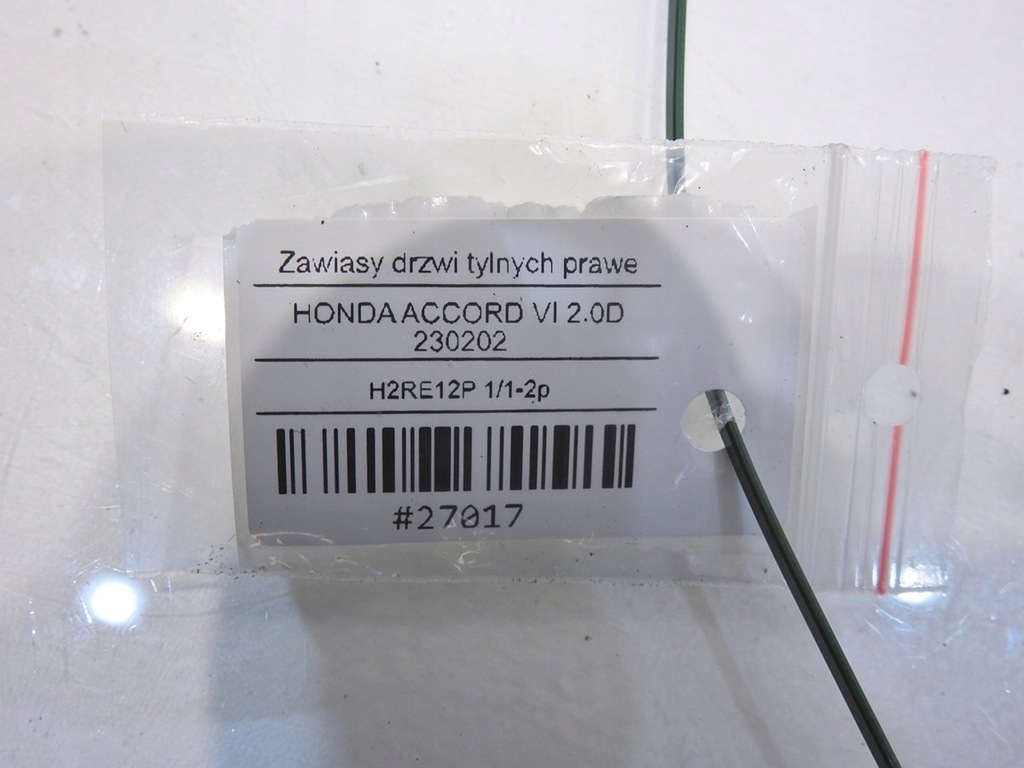 Zawiasy drzwi tylnych prawe
HONDA ACCORD VI 2.0D
230202
H2RE12P 1/1-2p
#27017